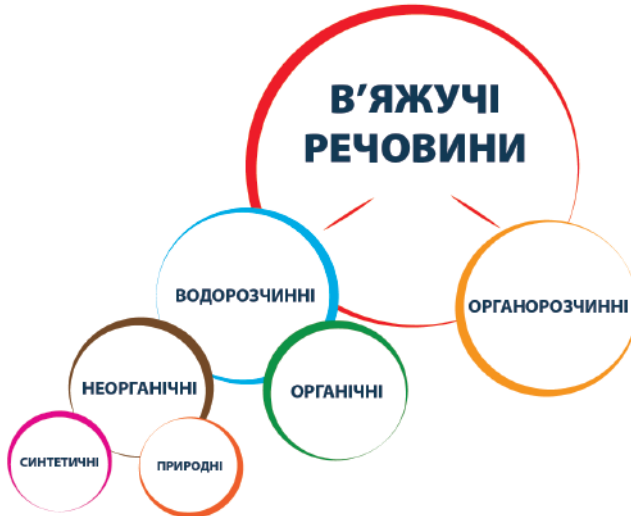 В’ЯЖУЧІ
РЕЧОВИНИ
ВОДОРОЗЧИННІ
ОРГАНОРОЗЧИННІ
НЕОРГАНІЧНІ
ОРГАНІЧНІ
СИНТЕТИЧНІ
ПРИРОДНІ